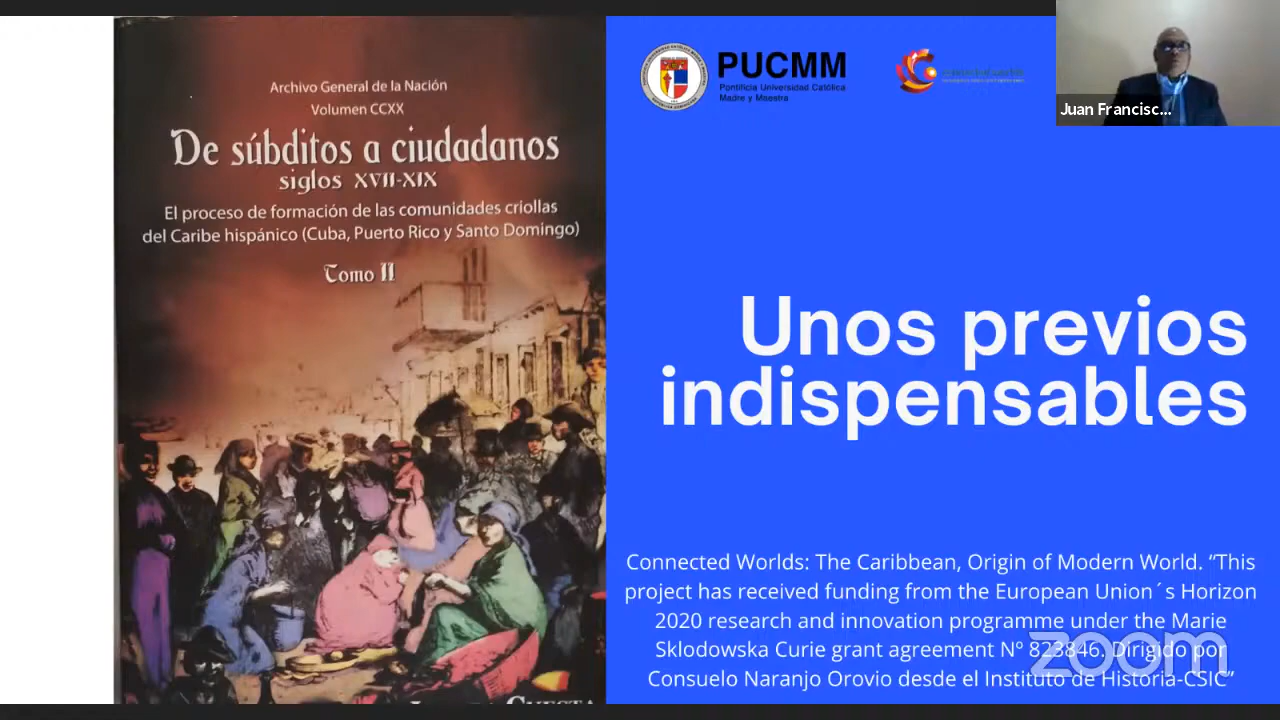 Archivo General de la Nación
Volumen CCXX
De súbditos a ciudadanos
siglos XVII-XIX
El proceso de formación de las comunidades criollas
del Caribe hispánico (Cuba, Puerto Rico y Santo Domingo)
Tomo II
CUESTA
PUCMM
Pontificia Universidad Católica
Madre y Maestra
Juan Francisc...
Unos previos
indispensables
Connected Worlds: The Caribbean, Origin of Modern World. “This
project has received funding from the European Union´s Horizon
2020 research and innovation programme under the Marie
Sklodowska Curie grant agreement Nº 823846. Dirigido por
Consuelo Naranjo Orovio desde el Instituto de Historia-CSIC”
zoom